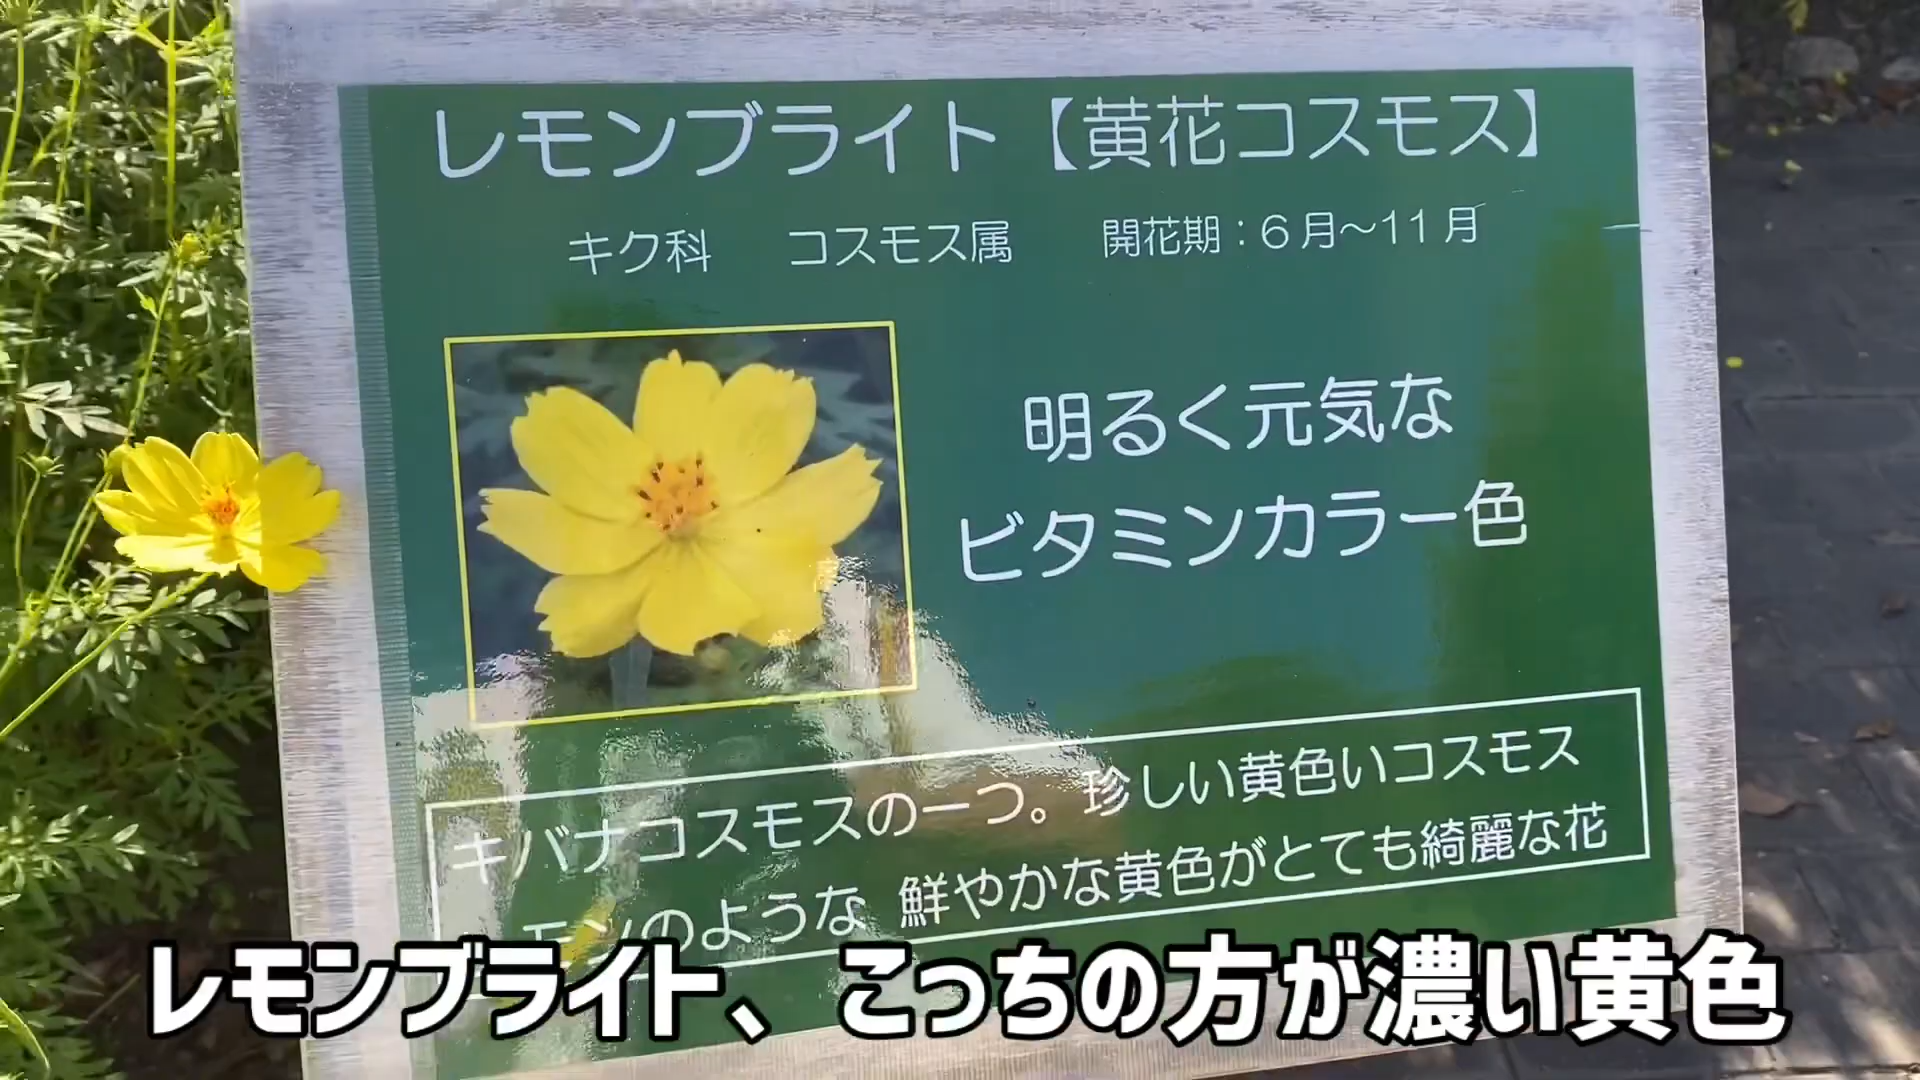 レモンブライト【黄花コスモス】
キク科 コスモス属 開花期：6月～11月
明るく元気な
ビタミンカラー色
キバナコスモスの一つ。珍しい黄色いコスモス
モンのような 鮮やかな黄色がとても綺麗な花
レモンブライト、こっちの方が濃い黄色